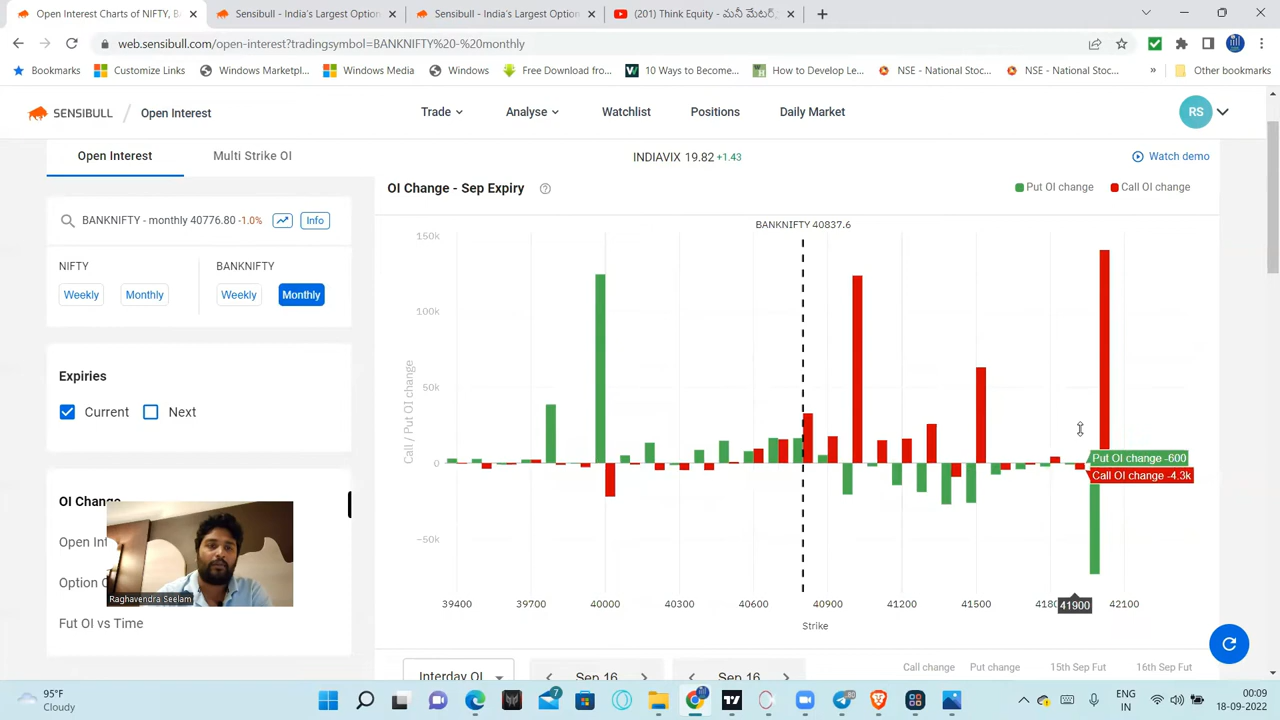 Open Interest Charts of NIFTY, B
Sensibull - India's Largest Option
Sensibull - India's Largest Option
(201) Think Equity - మనీ మేటర్
web.sensibull.com/open-interest?tradingsymbol=BANKNIFTY%20-%20monthly
Bookmarks
Customize Links
Windows Marketpl...
Windows Media
Windows
Free Download from...
10 Ways to Become...
How to Develop Le...
NSE - National Stoc...
NSE - National Stoc...
»
Other bookmarks
SENSIBULL / Open Interest
Trade
Analyse
Watchlist
Positions
Daily Market
RS
Open Interest
Multi Strike OI
INDIAVIX 19.82 +1.43
Watch demo
OI Change - Sep Expiry
Put OI change
Call OI change
BANKNIFTY - monthly 40776.80 -1.0%
Info
NIFTY
BANKNIFTY
Weekly
Monthly
Weekly
Monthly
Expiries
Current
Next
OI Change
Open Int
Option C
Fut OI vs Time
Raghavendra Seelam
BANKNIFTY 40837.6
Call / Put OI change
150k
100k
50k
0
-50k
Put OI change -600
Call OI change -4.3k
39400 39700 40000 40300 40600 40900 41200 41500 4180 41900 42100
Strike
Interday OI
Sep 16
Sep 16
Call change
Put change
15th Sep Fut
16th Sep Fut
95°F
Cloudy
7
ENG
IN
00:09
18-09-2022